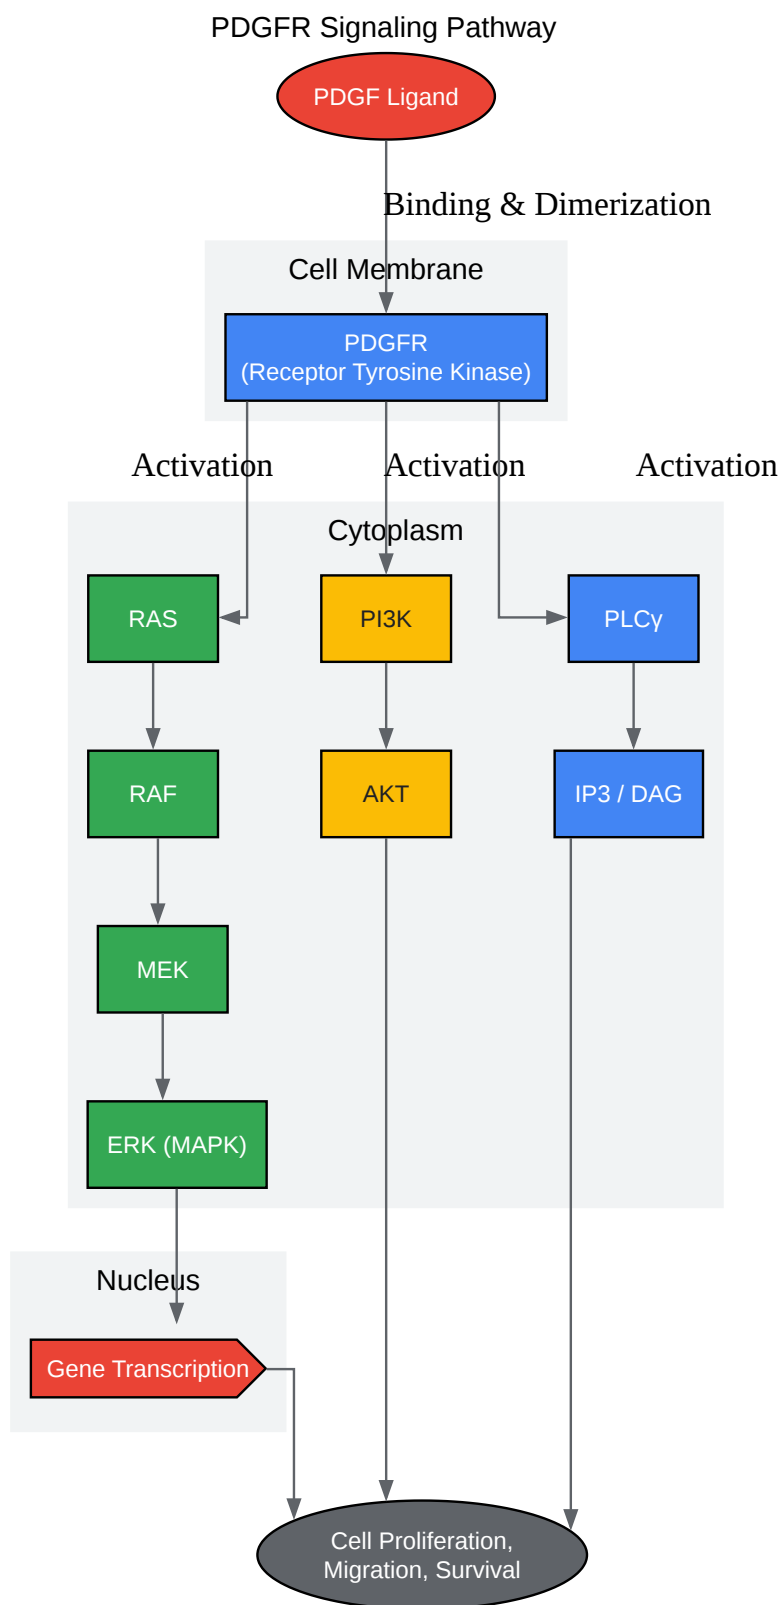 PDGFR Signaling Pathway
PDGF Ligand
Binding & Dimerization
Cell Membrane
PDGFR
(Receptor Tyrosine Kinase)
Activation
Activation
Activation
Cytoplasm
RAS
PI3K
PLCγ
RAF
AKT
IP3 / DAG
MEK
ERK (MAPK)
Nucleus
Gene Transcription
Cell Proliferation,
Migration, Survival